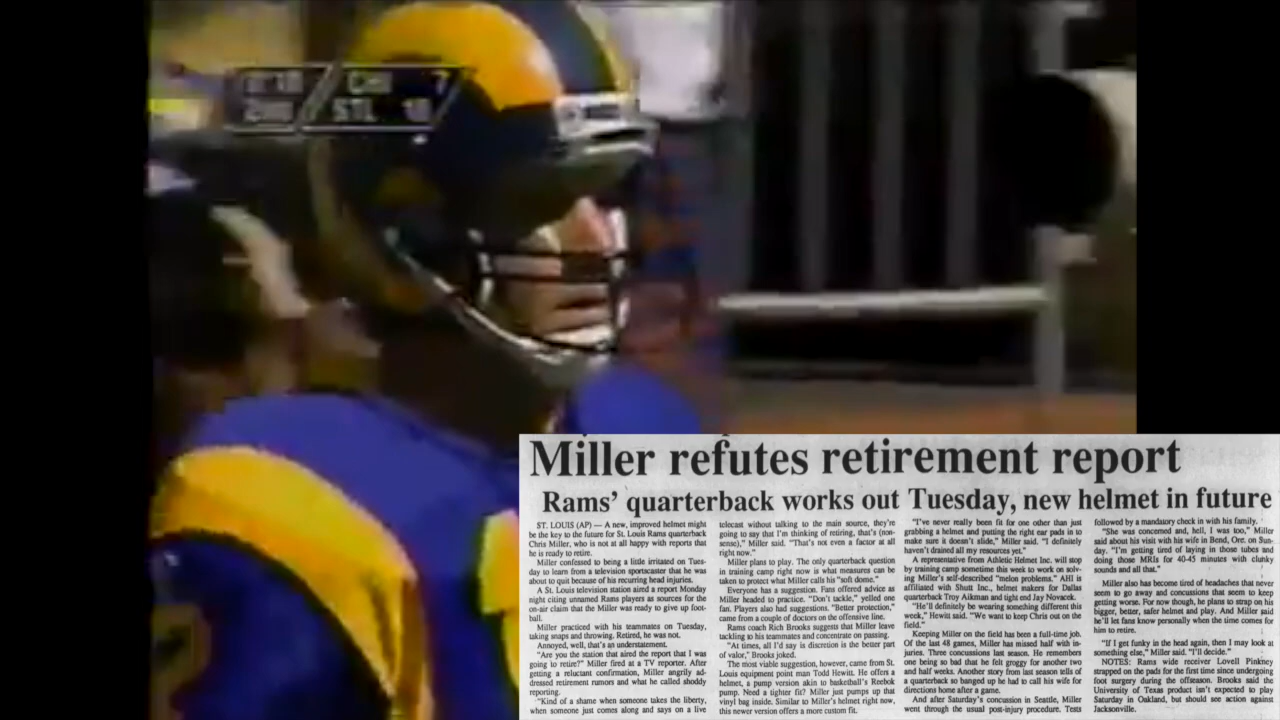 CHI 7
STL 10
Miller refutes retirement report
Rams' quarterback works out Tuesday, new helmet in future
ST. LOUIS (AP) — A new, improved helmet might
be the key to the future for St. Louis Rams quarterback
Chris Miller, who is not at all happy with reports that
he is ready to retire.
Miller confessed to being a little irritated on Tues-
day to learn from a television sportscaster that he was
about to quit because of his recurring head injuries.
A St. Louis television station aired a report Monday
night citing unnamed Rams players as sources for the
on-air claim that the Miller was ready to give up foot-
ball.
Miller practiced with his teammates on Tuesday,
taking snaps and throwing. Retired, he was not.
Annoyed, well, that's an understatement.
"Are you the station that aired the report that I was
going to retire?" Miller fired at a TV reporter. After
getting a reluctant confirmation, Miller angrily ad-
dressed retirement rumors and what he called shoddy
reporting.
"Kind of a shame when someone takes the liberty,
when someone just comes along and says on a live
telecast without talking to the main source, they're
going to say that I'm thinking of retiring, that's (non-
sense)," Miller said. "That's not even a factor at all
right now."
Miller plans to play. The only quarterback question
in training camp right now is what measures can be
taken to protect what Miller calls his "soft dome."
Everyone has a suggestion. Fans offered advice as
Miller headed to practice. "Don't tackle," yelled one
fan. Players also had suggestions. "Better protection,"
came from a couple of doctors on the offensive line.
Rams coach Rich Brooks suggests that Miller leave
tackling to his teammates and concentrate on passing.
"At times, all I'd say is discretion is the better part
of valor," Brooks joked.
The most viable suggestion, however, came from St.
Louis equipment point man Todd Hewitt. He offers a
helmet, a pump version akin to basketball's Reebok
pump. Need a tighter fit? Miller just pumps up that
vinyl bag inside. Similar to Miller's helmet right now,
this newer version offers a more custom fit.
"I've never really been fit for one other than just
grabbing a helmet and putting the right ear pads in to
make sure it doesn't slide," Miller said. "I definitely
haven't drained all my resources yet."
A representative from Athletic Helmet Inc. will stop
by training camp sometime this week to work on solv-
ing Miller's self-described "melon problems." AHI is
affiliated with Shutt Inc., helmet makers for Dallas
quarterback Troy Aikman and tight end Jay Novacek.
"He'll definitely be wearing something different this
week," Hewitt said. "We want to keep Chris out on the
field."
Keeping Miller on the field has been a full-time job.
Of the last 48 games, Miller has missed half with in-
juries. Three concussions last season. He remembers
one being so bad that he felt groggy for another two
and half weeks. Another story from last season tells of
a quarterback so banged up he had to call his wife for
directions home after a game.
And after Saturday's concussion in Seattle, Miller
went through the usual post-injury procedure. Tests
followed by a mandatory check in with his family.
"She was concerned and, hell, I was too," Miller
said about his visit with his wife in Bend, Ore. on Sun-
day. "I'm getting tired of laying in those tubes and
doing those MRIs for 40-45 minutes with clunky
sounds and all that."
Miller also has become tired of headaches that never
seem to go away and concussions that seem to keep
getting worse. For now though, he plans to strap on his
bigger, better, safer helmet and play. And Miller said
he'll let fans know personally when the time comes for
him to retire.
"If I get funky in the head again, then I may look at
something else," Miller said. "I'll decide."
NOTES: Rams wide receiver Lovell Pinkney
strapped on the pads for the first time since undergoing
foot surgery during the offseason. Brooks said the
University of Texas product isn't expected to play
Saturday in Oakland, but should see action against
Jacksonville.